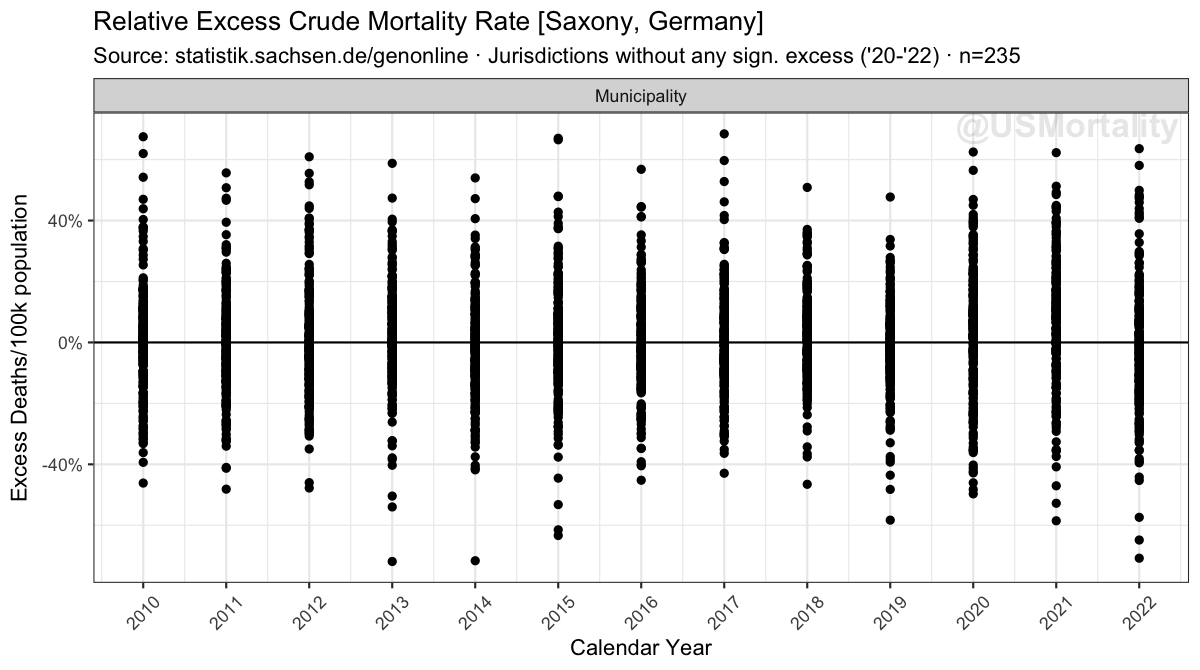 Relative Excess Crude Mortality Rate [Saxony, Germany]
Source: statistik.sachsen.de/genonline · Jurisdictions without any sign. excess ('20-'22) · n=235
Municipality
@USMortality
Excess Deaths/100k population
40%
0%
-40%
2010
2011
2012
2013
2014
2015
2016
2017
2018
2019
2020
2021
2022
Calendar Year